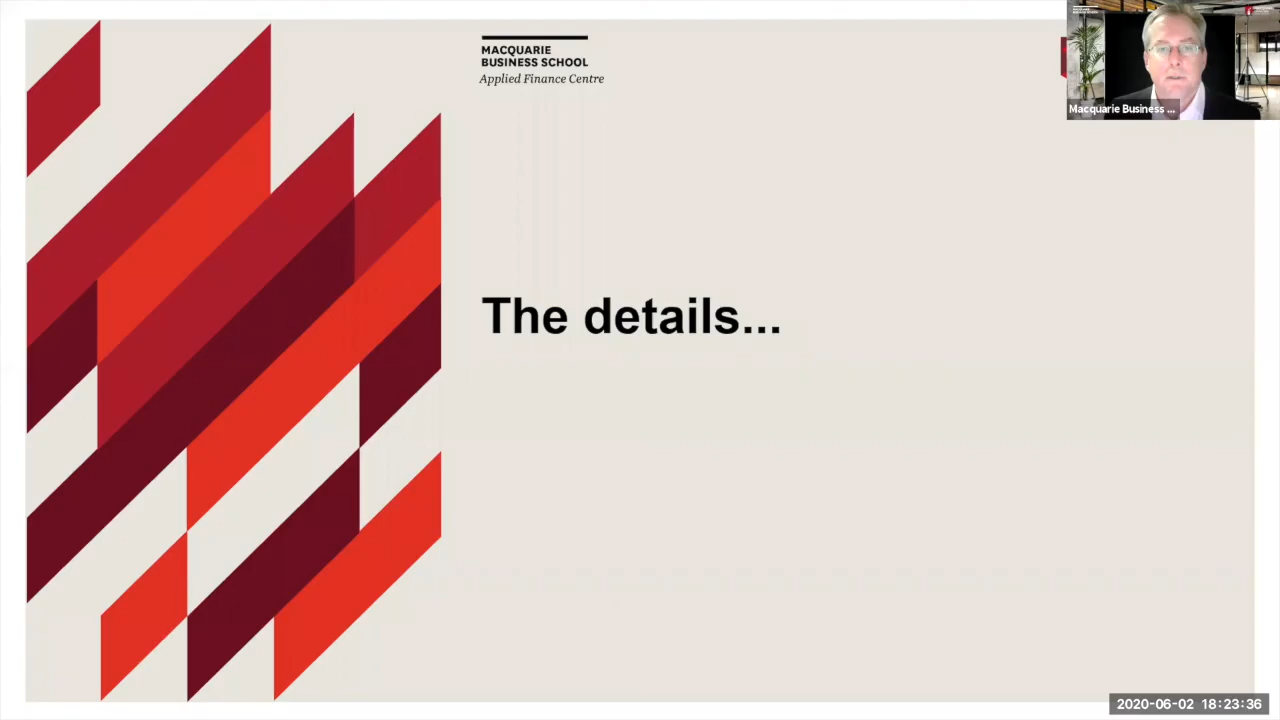 MACQUARIE
BUSINESS SCHOOL
Applied Finance Centre
Macquarie Business ...
The details...
2020-06-02 18:23:36